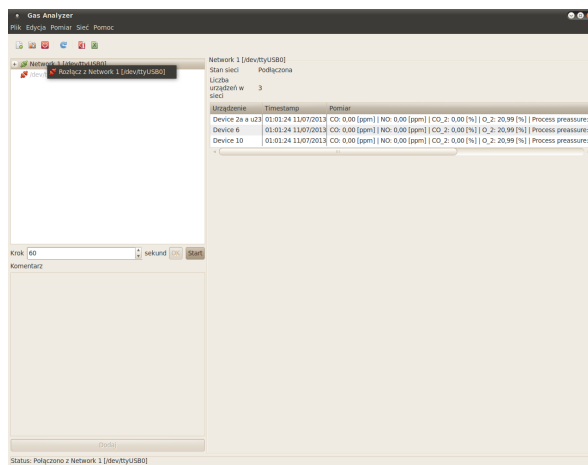 Gas Analyzer
Plik Edycja Pomiar Sieć Pomoc
Network 1 [/dev/ttyUSB0]
/dev/
Rozłącz z Network 1 [/dev/ttyUSB0]
Network 1 [/dev/ttyUSB0]
Stan sieci Podłączona
Liczba
urządzeń w 3
sieci
Urządzenie Timestamp Pomiar
Device 2a a u23 01:01:24 11/07/2013 CO: 0,00 [ppm] | NO: 0,00 [ppm] | CO_2: 0,00 [%] | O_2: 20,99 [%] | Process preassure:
Device 6 01:01:24 11/07/2013 CO: 0,00 [ppm] | NO: 0,00 [ppm] | CO_2: 0,00 [%] | O_2: 20,99 [%] | Process preassure:
Device 10 01:01:24 11/07/2013 CO: 0,00 [ppm] | NO: 0,00 [ppm] | CO_2: 0,00 [%] | O_2: 20,99 [%] | Process preassure:
Krok 60 sekund OK Start
Komentarz
Dodaj
Status: Połączono z Network 1 [/dev/ttyUSB0]